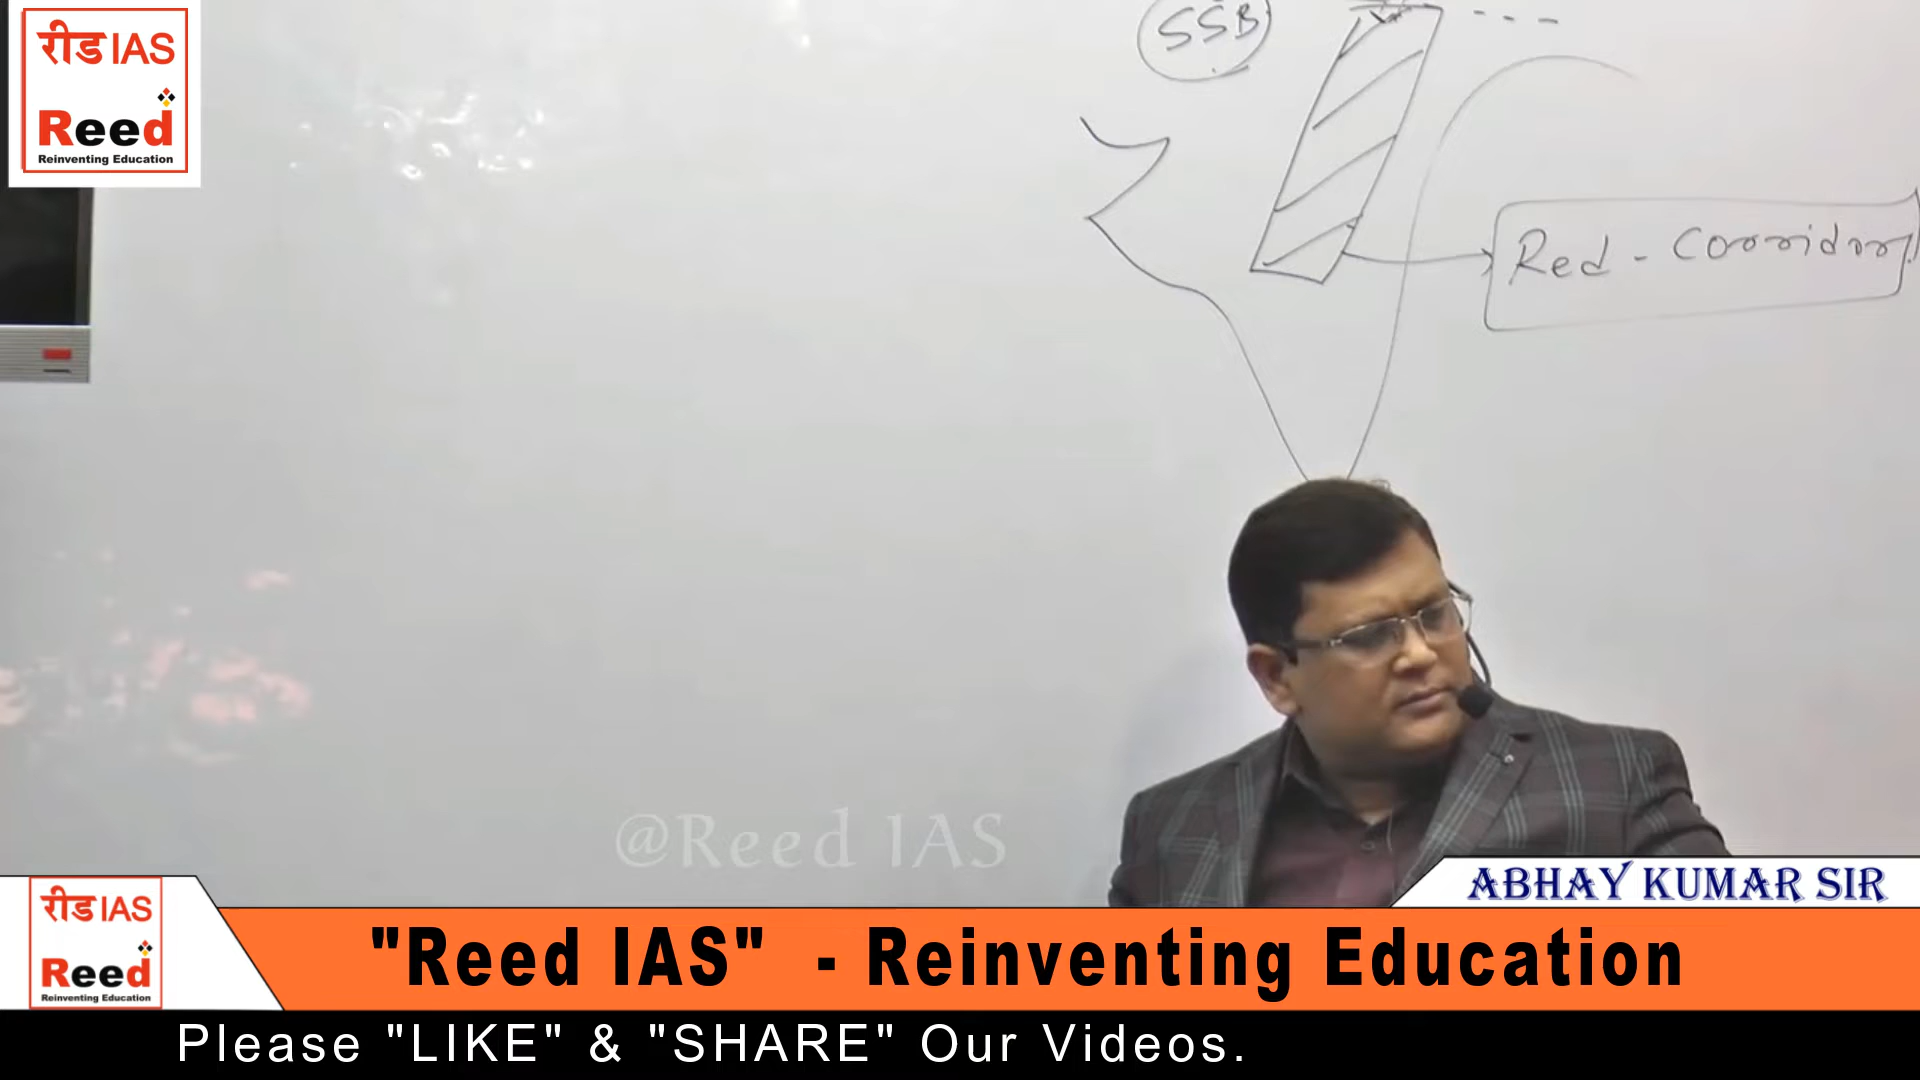 रीड IAS
Reed
Reinventing Education
SSB
Red - Corridor
@Reed IAS
ABHAY KUMAR SIR
रीड IAS
Reed
Reinventing Education
"Reed IAS" - Reinventing Education
Please "LIKE" & "SHARE" Our Videos.